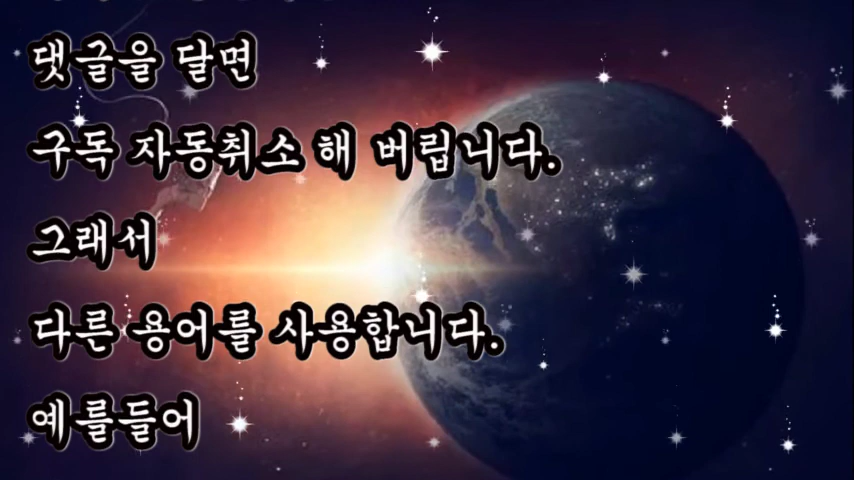 댓글을 달면
구독 자동취소 해 버립니다.
그래서
다른 용어를 사용합니다.
예를들어